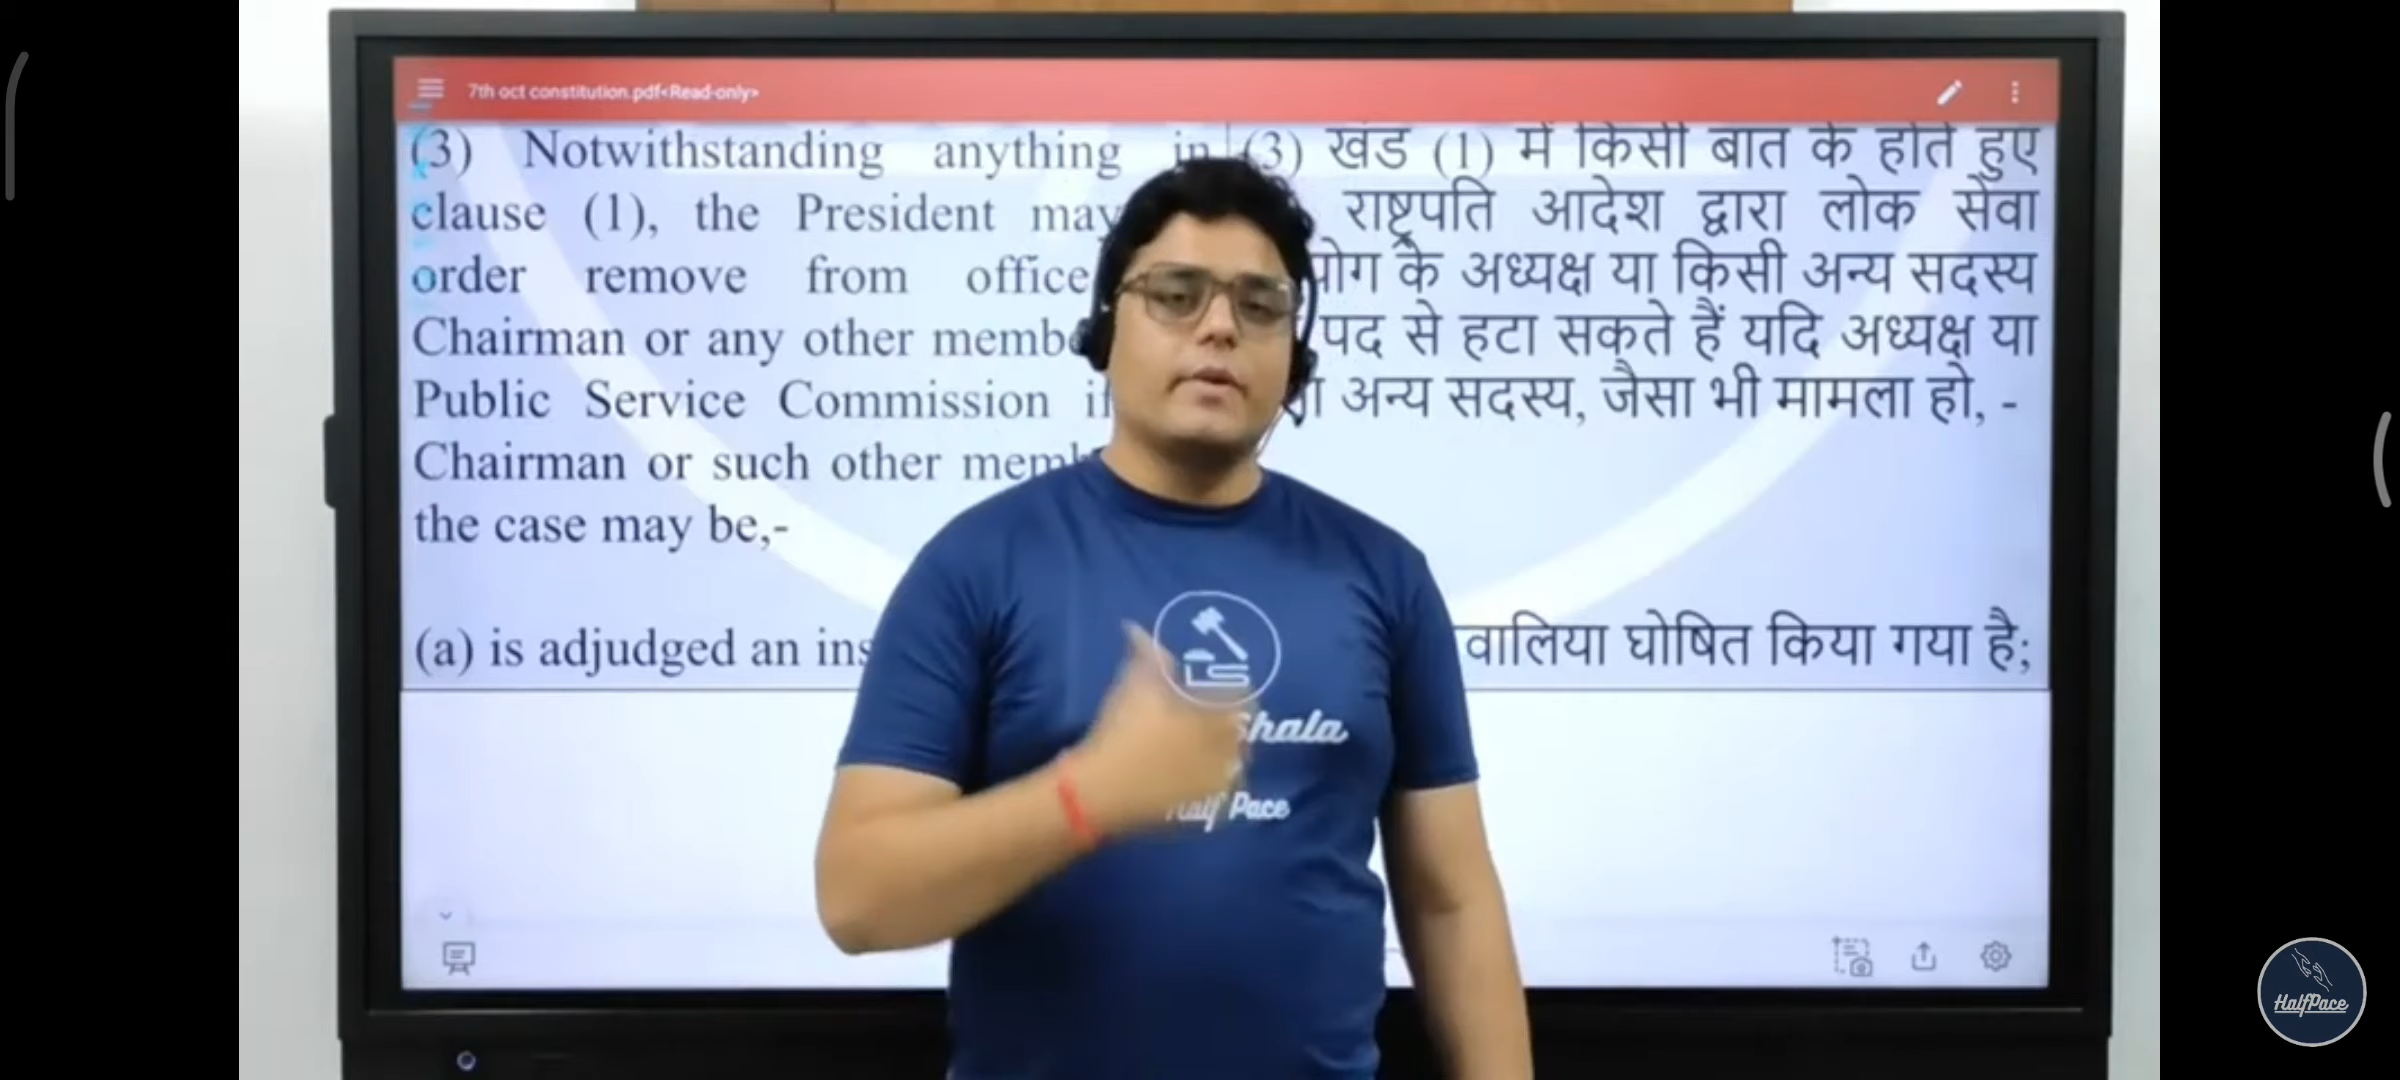 7th oct constitution.pdf<Read-only>
(3) Notwithstanding anything in
clause (1), the President may
order remove from office
Chairman or any other
Public Service Commission
Chairman or such other
the case may be,-
(a) is adjudged an
(3) खंड (1) में किसी बात के होते हुए
राष्ट्रपति आदेश द्वारा लोक सेवा
के अध्यक्ष या किसी अन्य सदस्य
पद से हटा सकते हैं यदि अध्यक्ष या
अन्य सदस्य, जैसा भी मामला हो, -
वालिया घोषित किया गया है;
LS
Shala
Half Pace
HalfPace